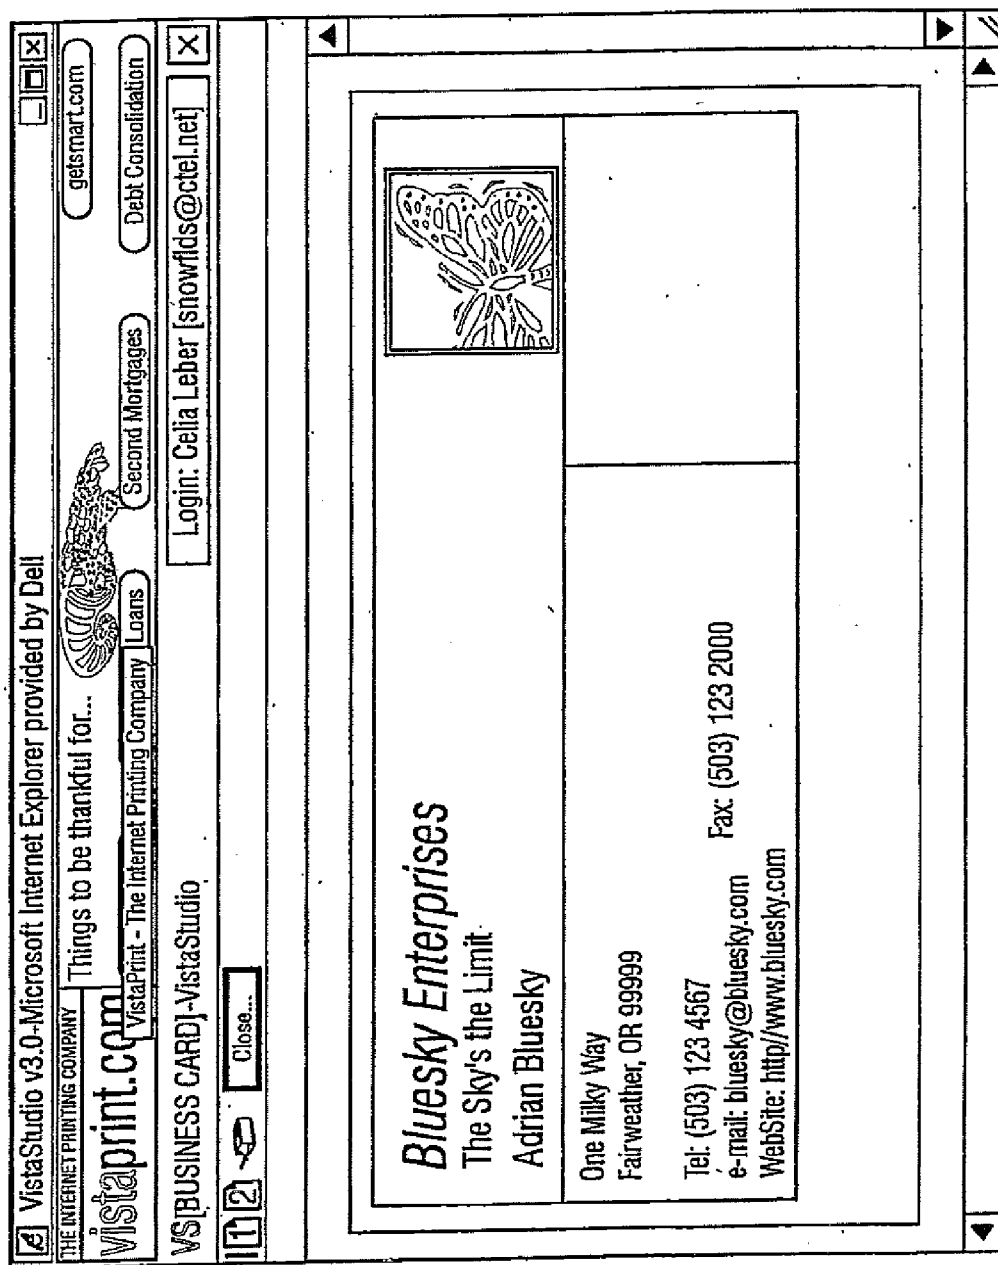 VistaStudio v3.0-Microsoft Internet Explorer provided by Dell
THE INTERNET PRINTING COMPANY
vistaprint.com
Things to be thankful for...
getsmart.com
VistaPrint - The Internet Printing Company
Loans
Second Mortgages
Debt Consolidation
VS[BUSINESS CARD]-VistaStudio
Login: Celia Leber [snowflds@ctel.net]
1 2
Close...
Bluesky Enterprises
The Sky's the Limit
Adrian Bluesky
One Milky Way
Fairweather, OR 99999
Tel: (503) 123 4567
e-mail: bluesky@bluesky.com
Fax: (503) 123 2000
WebSite: http//www.bluesky.com